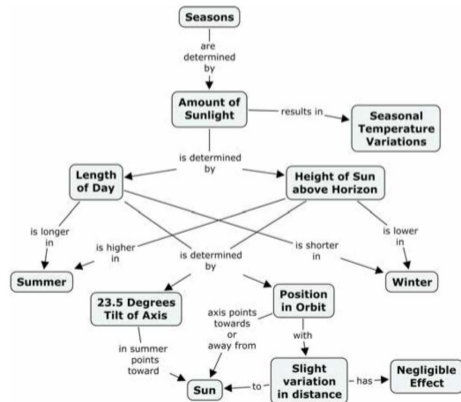 Seasons
are
determined
by
Amount of
Sunlight
results in
Seasonal
Temperature
Variations
is determined
by
Length
of Day
Height of Sun
above Horizon
is longer
in
is higher
in
is determined
by
is shorter
in
is lower
in
Summer
23.5 Degrees
Tilt of Axis
axis points
towards
or
away from
Position
in Orbit
Winter
with
in summer
points
toward
Sun
to
Slight
variation
in distance
has
Negligible
Effect